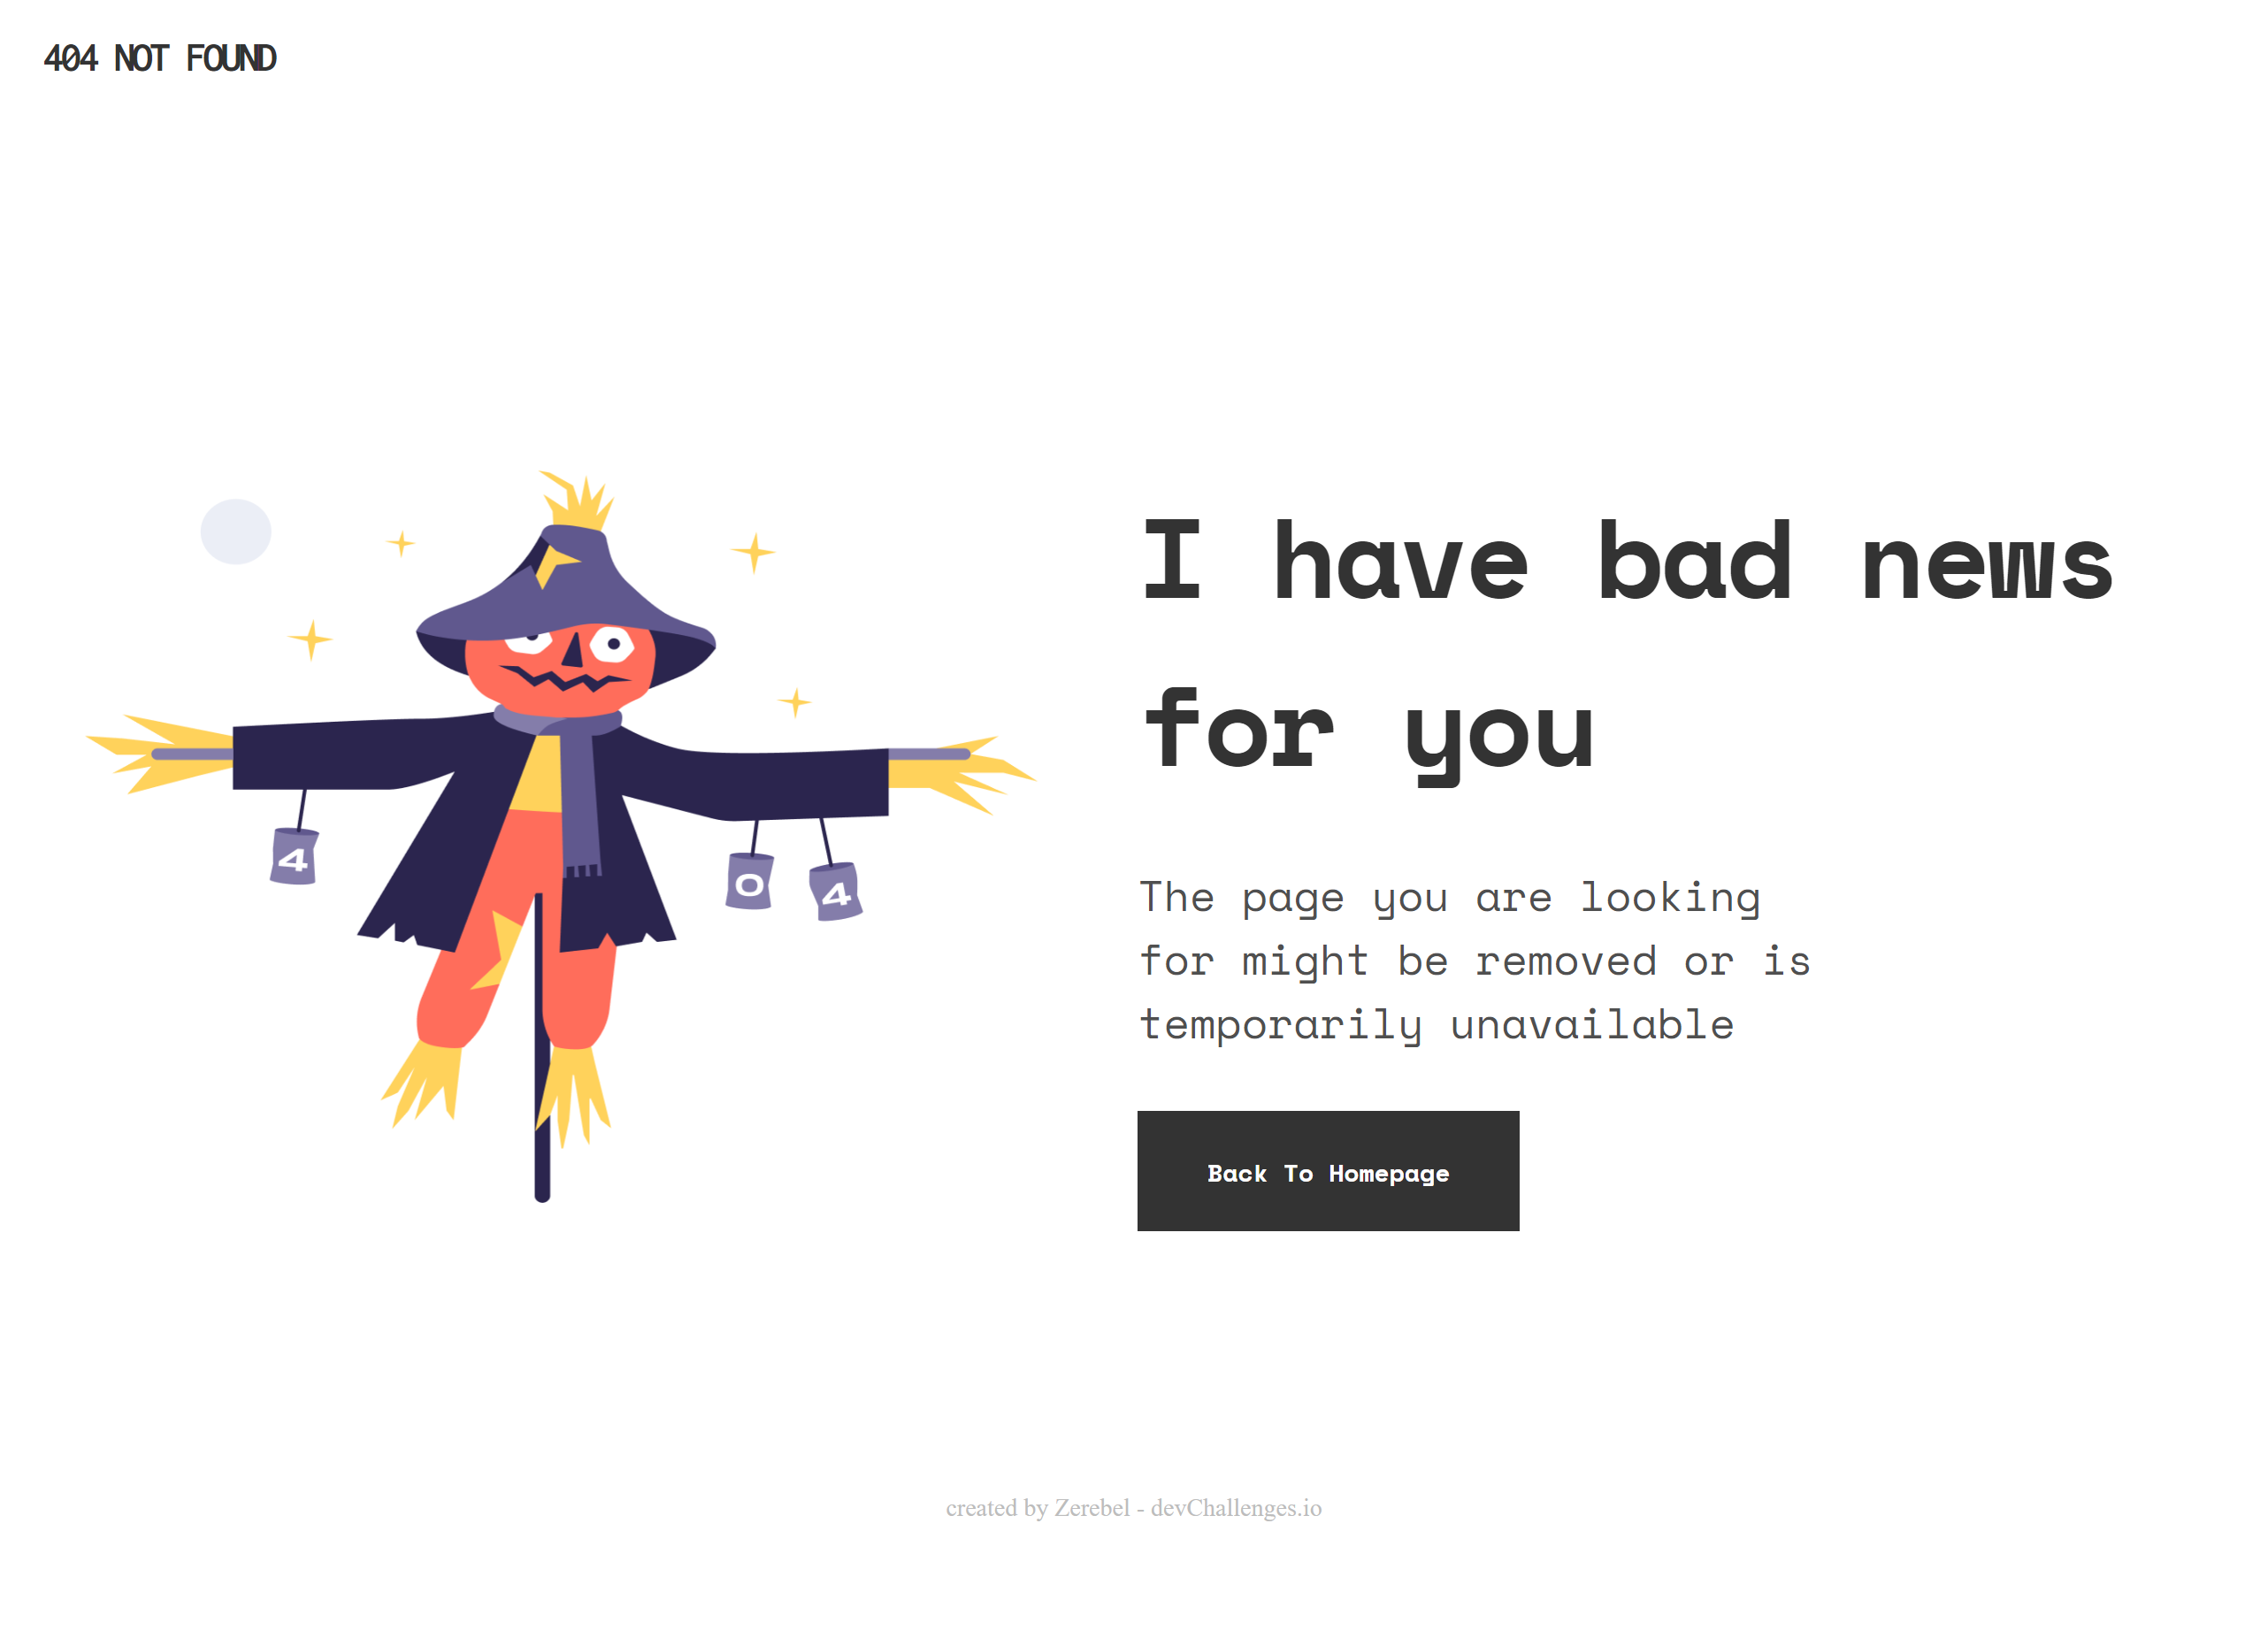 404 NOT FOUND
I have bad news
for you
4
0
4
The page you are looking
for might be removed or is
temporarily unavailable
Back To Homepage
created by Zerebel - devChallenges.io